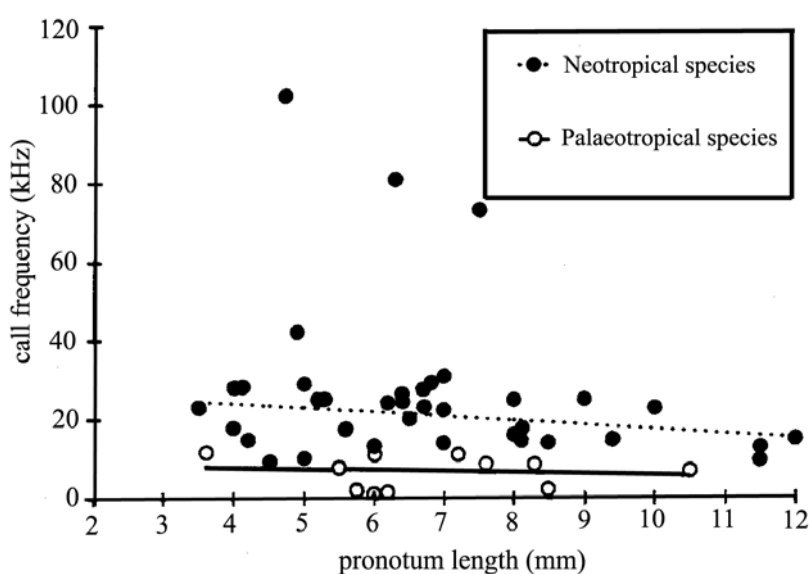 120
100
80
60
40
20
0
call frequency (kHz)
Neotropical species
Palaeotropical species
2 3 4 5 6 7 8 9 10 11 12
pronotum length (mm)